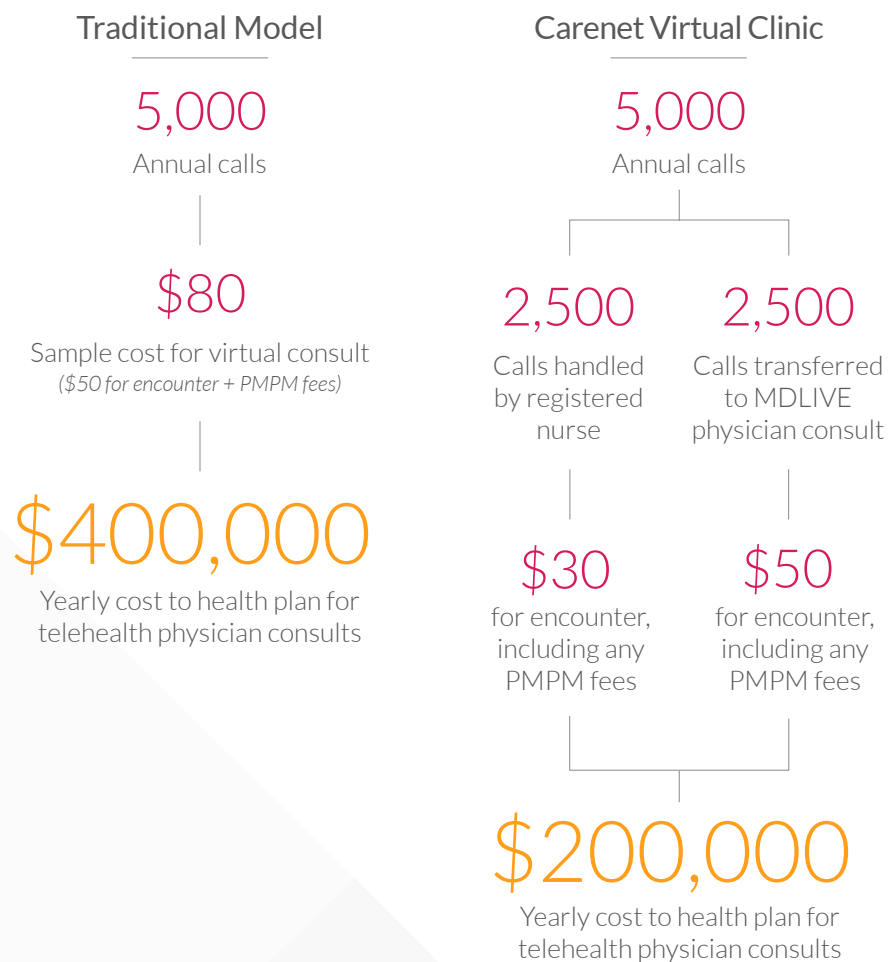 Traditional Model
5,000
Annual calls
$80
Sample cost for virtual consult
($50 for encounter + PMPM fees)
$400,000
Yearly cost to health plan for
telehealth physician consults
Carenet Virtual Clinic
5,000
Annual calls
2,500
Calls handled
by registered
nurse
$30
for encounter,
including any
PMPM fees
2,500
Calls transferred
to MDLIVE
physician consult
$50
for encounter,
including any
PMPM fees
$200,000
Yearly cost to health plan for
telehealth physician consults